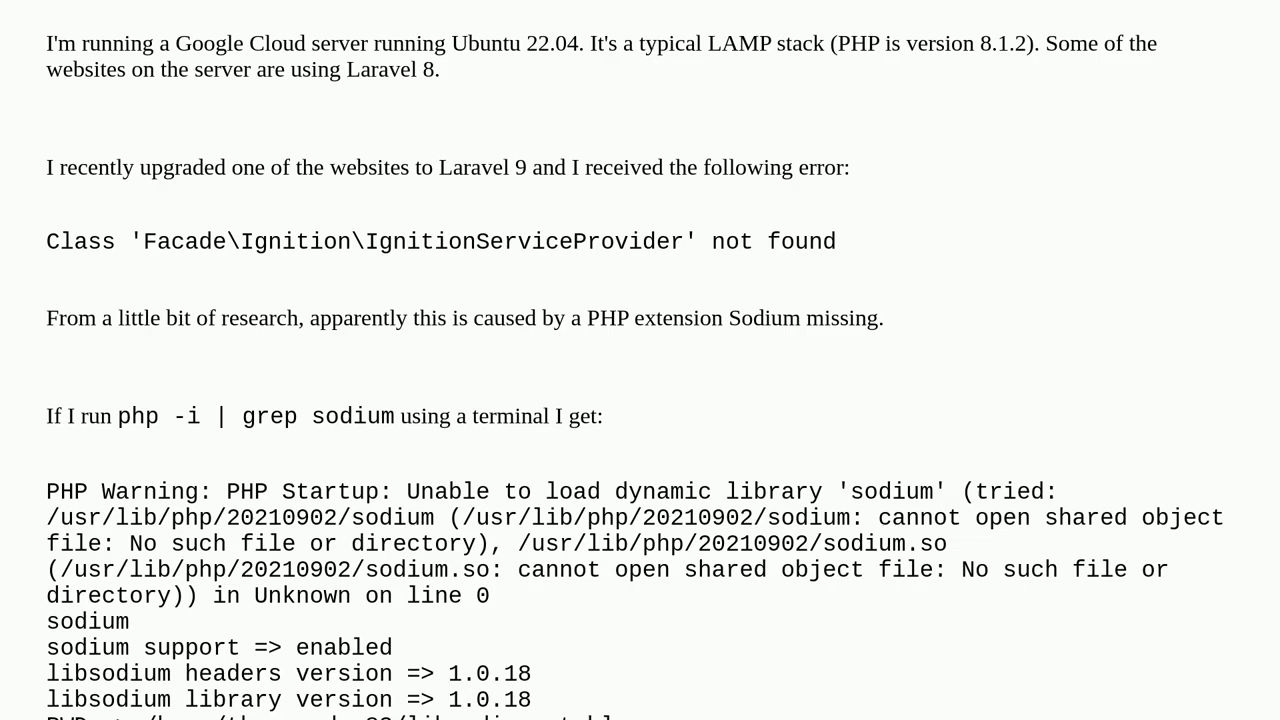 I'm running a Google Cloud server running Ubuntu 22.04. It's a typical LAMP stack (PHP is version 8.1.2). Some of the
websites on the server are using Laravel 8.
I recently upgraded one of the websites to Laravel 9 and I received the following error:
Class 'Facade\Ignition\IgnitionServiceProvider' not found
From a little bit of research, apparently this is caused by a PHP extension Sodium missing.
If I run php -i | grep sodium using a terminal I get:
PHP Warning: PHP Startup: Unable to load dynamic library 'sodium' (tried:
/usr/lib/php/20210902/sodium (/usr/lib/php/20210902/sodium: cannot open shared object
file: No such file or directory), /usr/lib/php/20210902/sodium.so
(/usr/lib/php/20210902/sodium.so: cannot open shared object file: No such file or
directory)) in Unknown on line 0
sodium
sodium support => enabled
libsodium headers version => 1.0.18
libsodium library version => 1.0.18